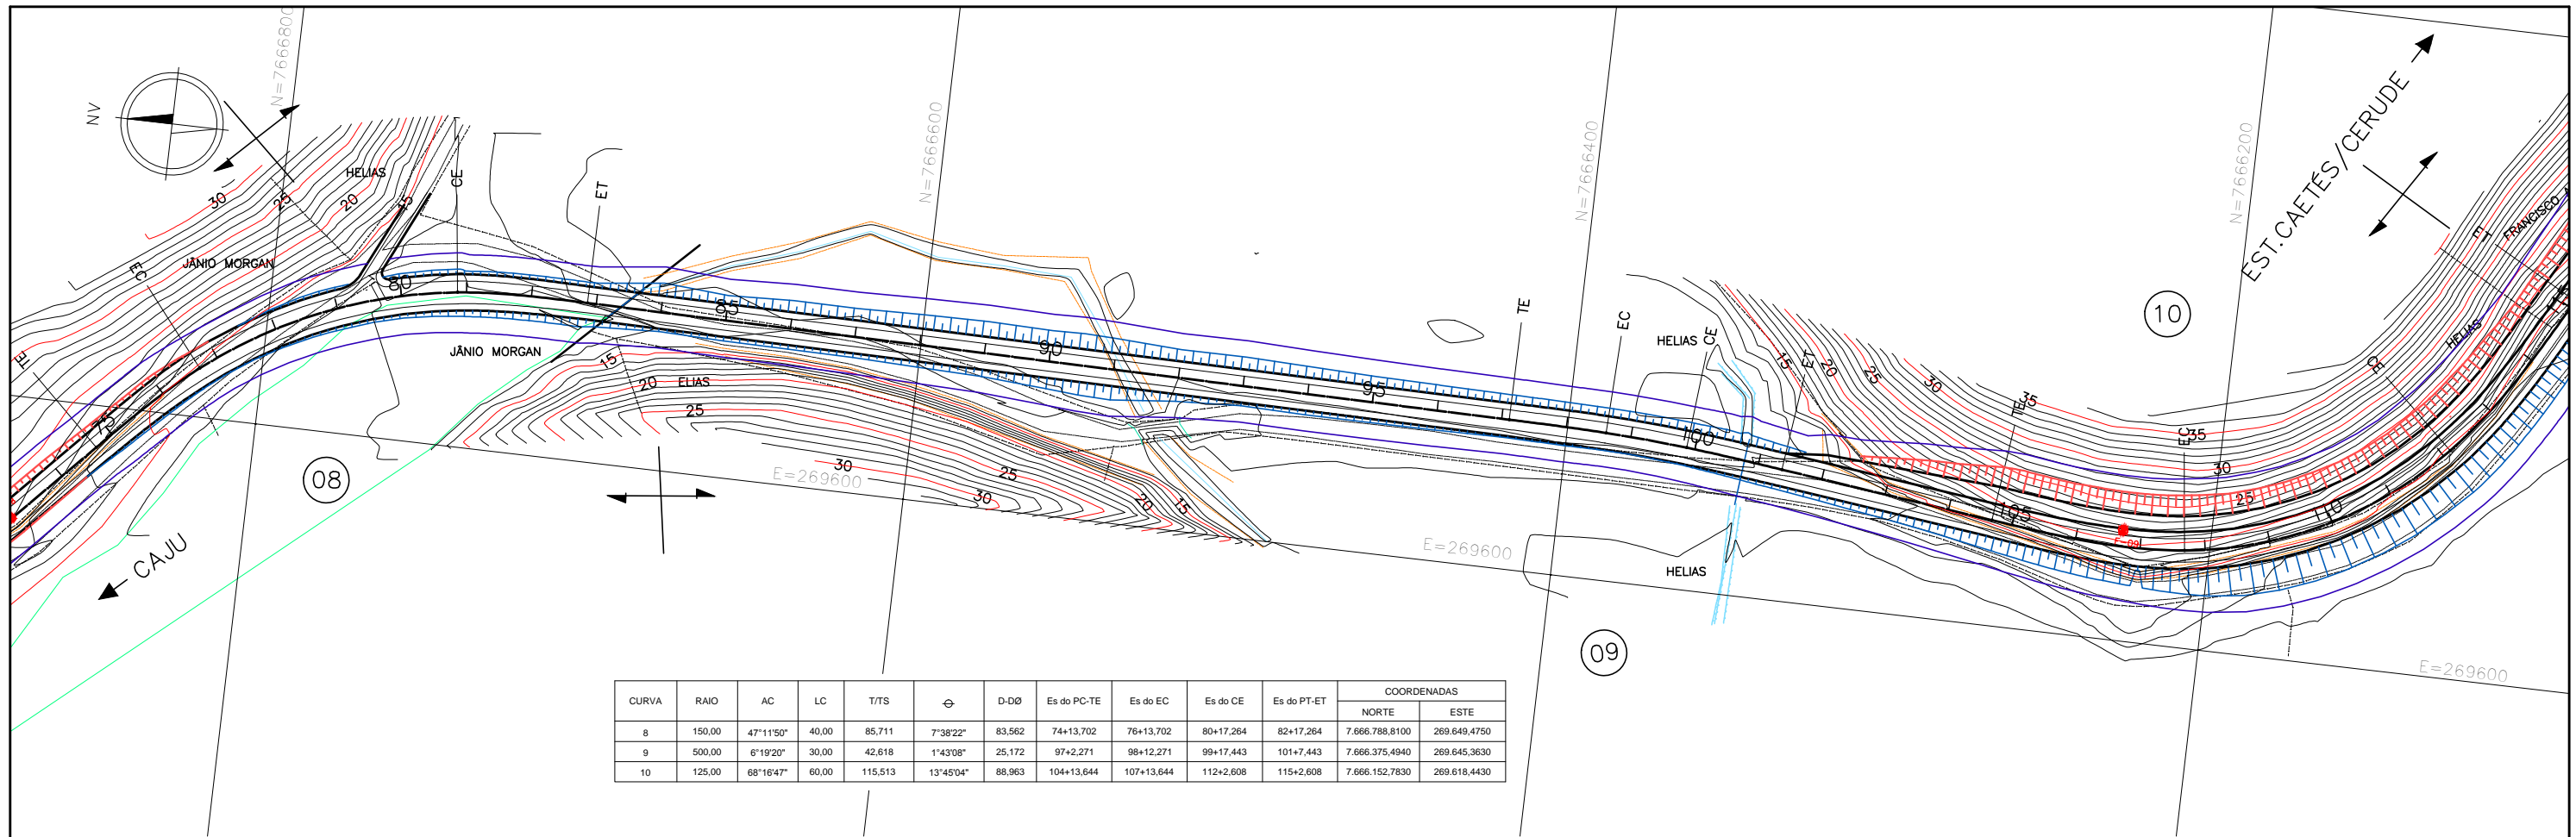 N=7666800
N=7666600
N=7666400
N=7666200
NV
EST.CAETÉS/CERUDE
HELIAS
CE
30
25
20
15
ET
JÂNIO MORGAN
EC
80
85
JÂNIO MORGAN
15
20
ELIAS
25
90
95
TE
EC
HELIAS
CE
ET
15
20
25
30
35
TE
10
ET
FRANCISCO
HELIAS
CE
EC
35
30
25
75
08
E=269600
30
25
30
20
15
100
105
F-09
110
115
CAJU
E=269600
HELIAS
09
E=269600
CURVA RAIO AC LC T/TS D-DØ Es do PC-TE Es do EC Es do CE Es do PT-ET COORDENADAS
NORTE ESTE
8 150,00 47°11'50" 40,00 85,711 7°38'22" 83,562 74+13,702 76+13,702 80+17,264 82+17,264 7.666.788,8100 269.649,4750
9 500,00 6°19'20" 30,00 42,618 1°43'08" 25,172 97+2,271 98+12,271 99+17,443 101+7,443 7.666.375,4940 269.645,3630
10 125,00 68°16'47" 60,00 115,513 13°45'04" 88,963 104+13,644 107+13,644 112+2,608 115+2,608 7.666.152,7830 269.618,4430